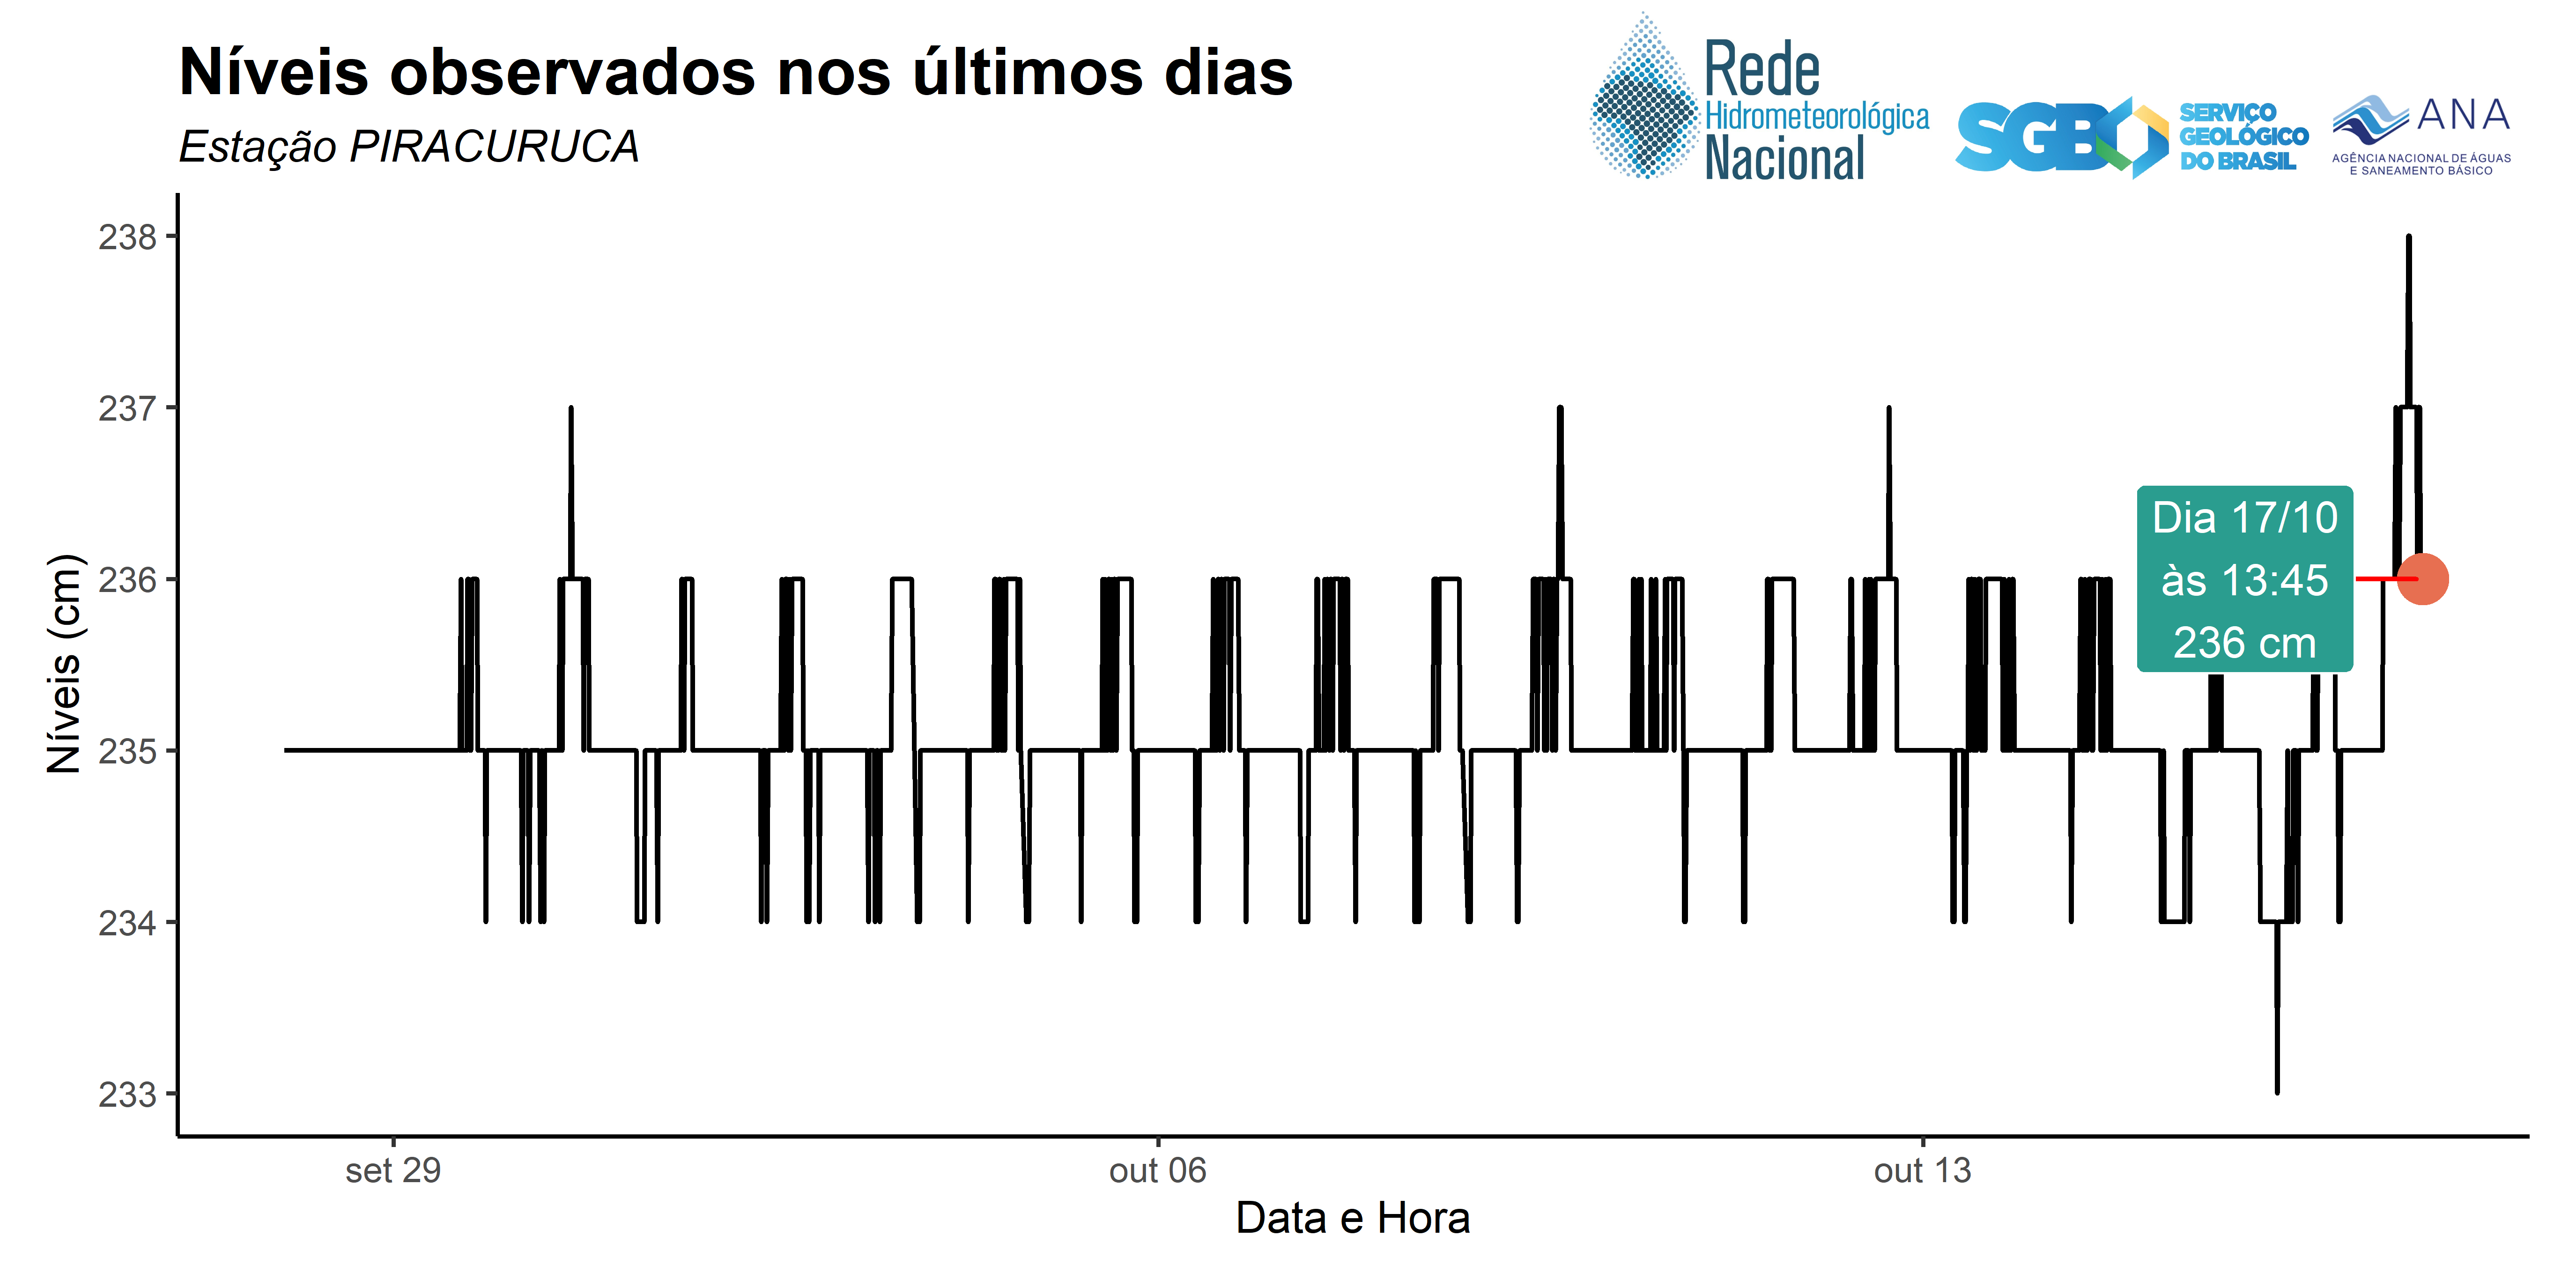 Níveis observados nos últimos dias
Estação PIRACURUCA
Rede
Hidrometeorológica
Nacional
SGB
SERVIÇO
GEOLÓGICO
DO BRASIL
ANA
AGÊNCIA NACIONAL DE ÁGUAS
E SANEAMENTO BÁSICO
Níveis (cm)
238
237
236
235
234
233
Dia 17/10
às 13:45
236 cm
set 29
out 06
out 13
Data e Hora